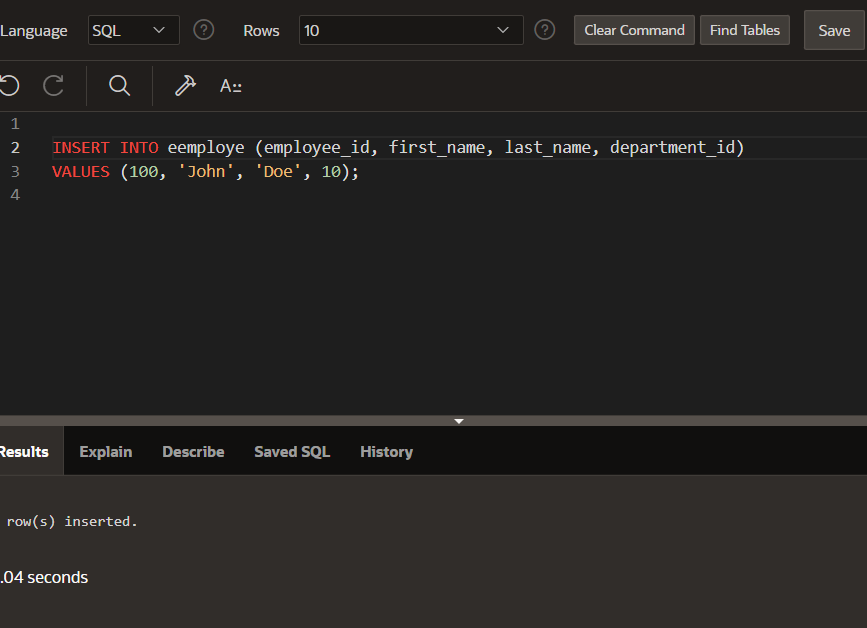 Language SQL ? Rows 10 ? Clear Command Find Tables Save
A::
1
2 INSERT INTO eemploye (employee_id, first_name, last_name, department_id)
3 VALUES (100, 'John', 'Doe', 10);
4
Results Explain Describe Saved SQL History
row(s) inserted.
.04 seconds